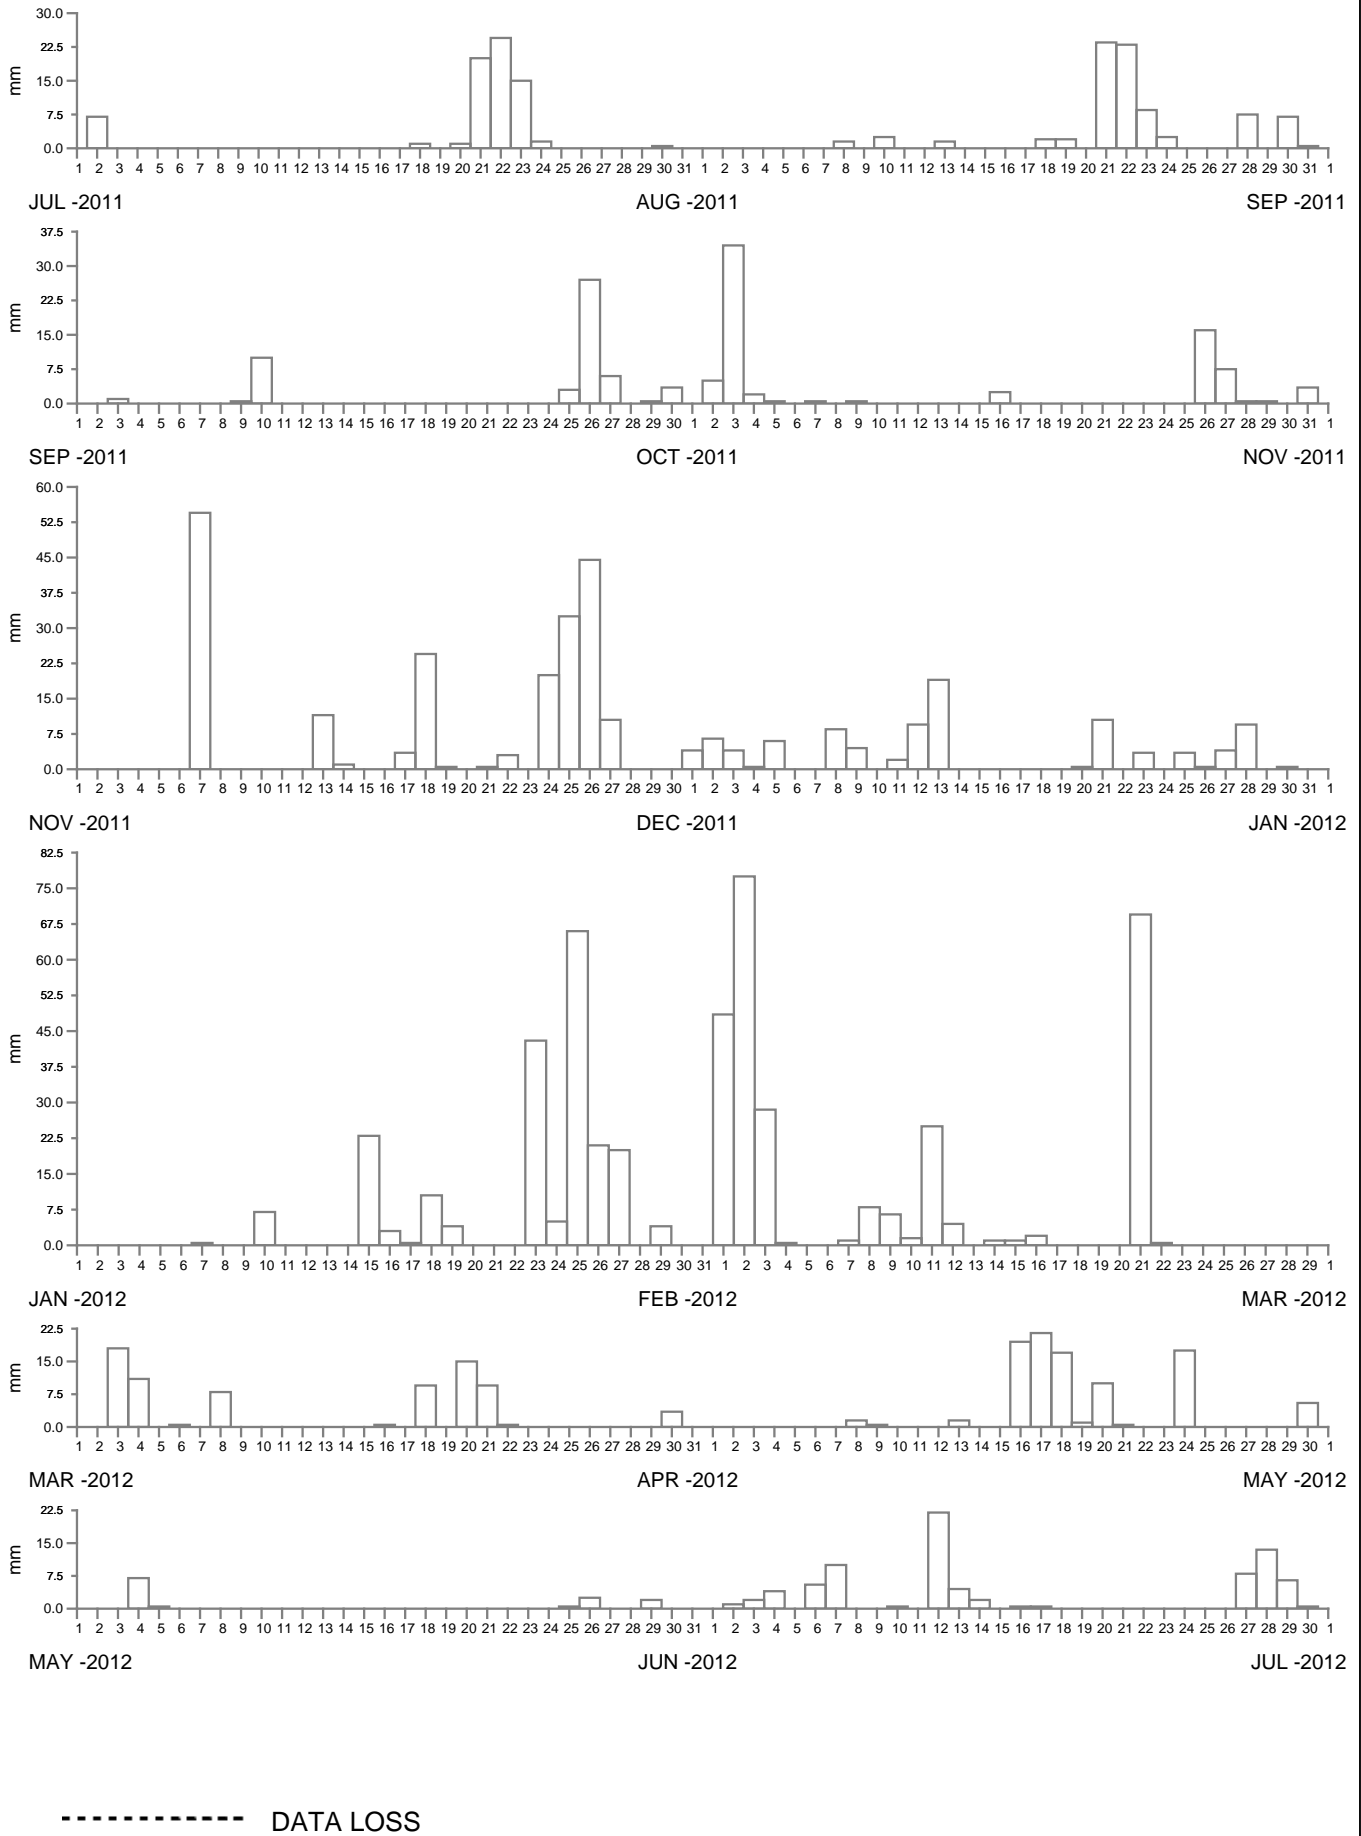 30.0
22.5
15.0
7.5
0.0
mm
1 2 3 4 5 6 7 8 9 10 11 12 13 14 15 16 17 18 19 20 21 22 23 24 25 26 27 28 29 30 31 1 2 3 4 5 6 7 8 9 10 11 12 13 14 15 16 17 18 19 20 21 22 23 24 25 26 27 28 29 30 31 1
JUL -2011 AUG -2011 SEP -2011
37.5
30.0
22.5
15.0
7.5
0.0
mm
1 2 3 4 5 6 7 8 9 10 11 12 13 14 15 16 17 18 19 20 21 22 23 24 25 26 27 28 29 30 1 2 3 4 5 6 7 8 9 10 11 12 13 14 15 16 17 18 19 20 21 22 23 24 25 26 27 28 29 30 31 1
SEP -2011 OCT -2011 NOV -2011
60.0
52.5
45.0
37.5
30.0
22.5
15.0
7.5
0.0
mm
1 2 3 4 5 6 7 8 9 10 11 12 13 14 15 16 17 18 19 20 21 22 23 24 25 26 27 28 29 30 1 2 3 4 5 6 7 8 9 10 11 12 13 14 15 16 17 18 19 20 21 22 23 24 25 26 27 28 29 30 31 1
NOV -2011 DEC -2011 JAN -2012
82.5
75.0
67.5
60.0
52.5
45.0
37.5
30.0
22.5
15.0
7.5
0.0
mm
1 2 3 4 5 6 7 8 9 10 11 12 13 14 15 16 17 18 19 20 21 22 23 24 25 26 27 28 29 30 31 1 2 3 4 5 6 7 8 9 10 11 12 13 14 15 16 17 18 19 20 21 22 23 24 25 26 27 28 29 1
JAN -2012 FEB -2012 MAR -2012
22.5
15.0
7.5
0.0
mm
1 2 3 4 5 6 7 8 9 10 11 12 13 14 15 16 17 18 19 20 21 22 23 24 25 26 27 28 29 30 31 1 2 3 4 5 6 7 8 9 10 11 12 13 14 15 16 17 18 19 20 21 22 23 24 25 26 27 28 29 30 1
MAR -2012 APR -2012 MAY -2012
22.5
15.0
7.5
0.0
mm
1 2 3 4 5 6 7 8 9 10 11 12 13 14 15 16 17 18 19 20 21 22 23 24 25 26 27 28 29 30 31 1 2 3 4 5 6 7 8 9 10 11 12 13 14 15 16 17 18 19 20 21 22 23 24 25 26 27 28 29 30 1
MAY -2012 JUN -2012 JUL -2012
DATA LOSS